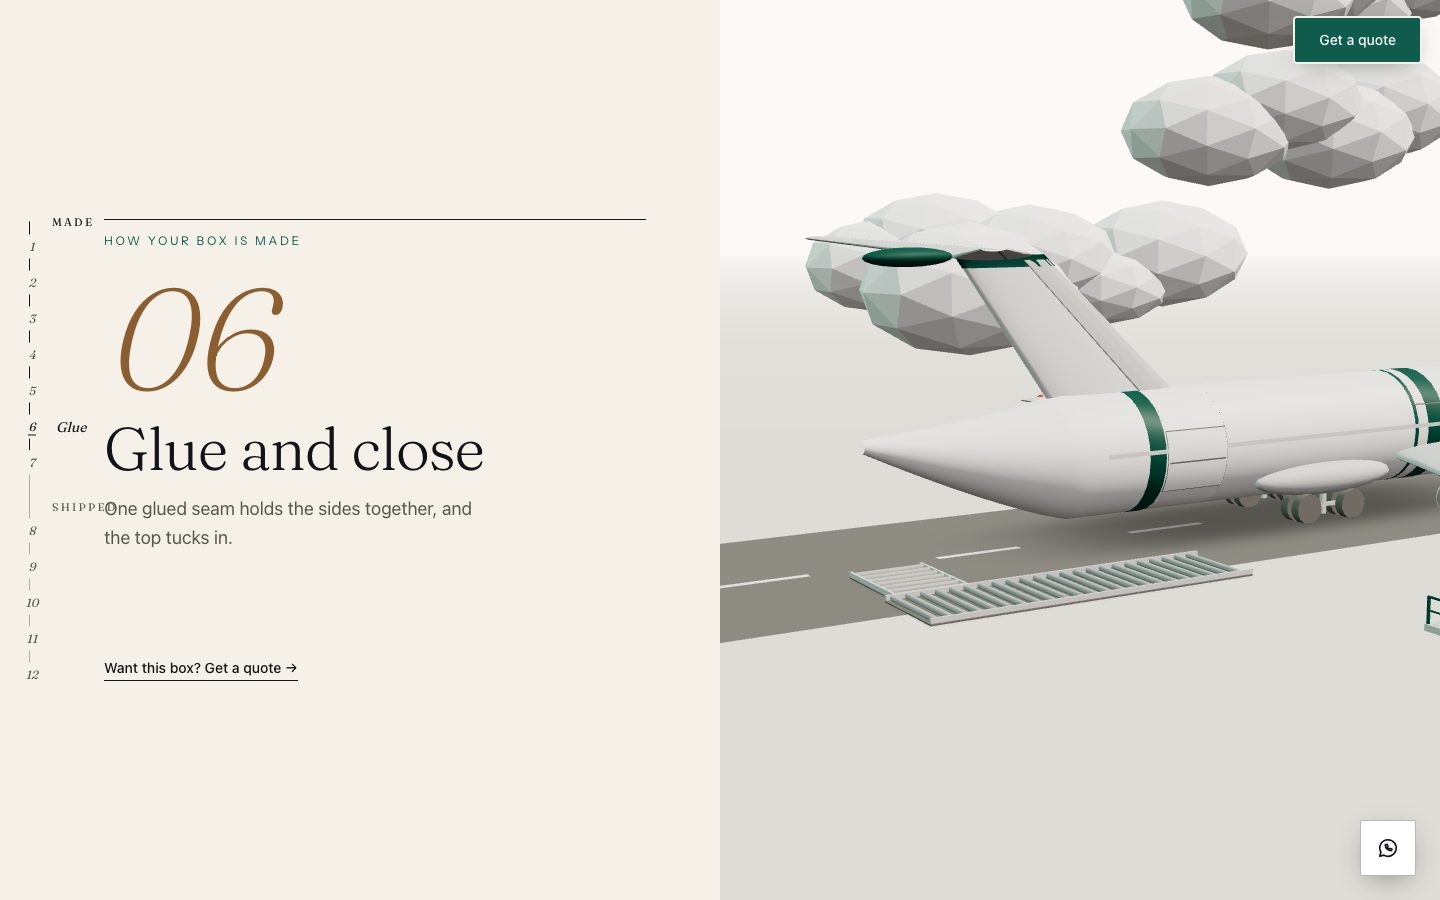 Get a quote
MADE
HOW YOUR BOX IS MADE
1
2
3
4
5
6 Glue
7
SHIPPED
8
9
10
11
12
06
Glue and close
One glued seam holds the sides together, and
the top tucks in.
Want this box? Get a quote →